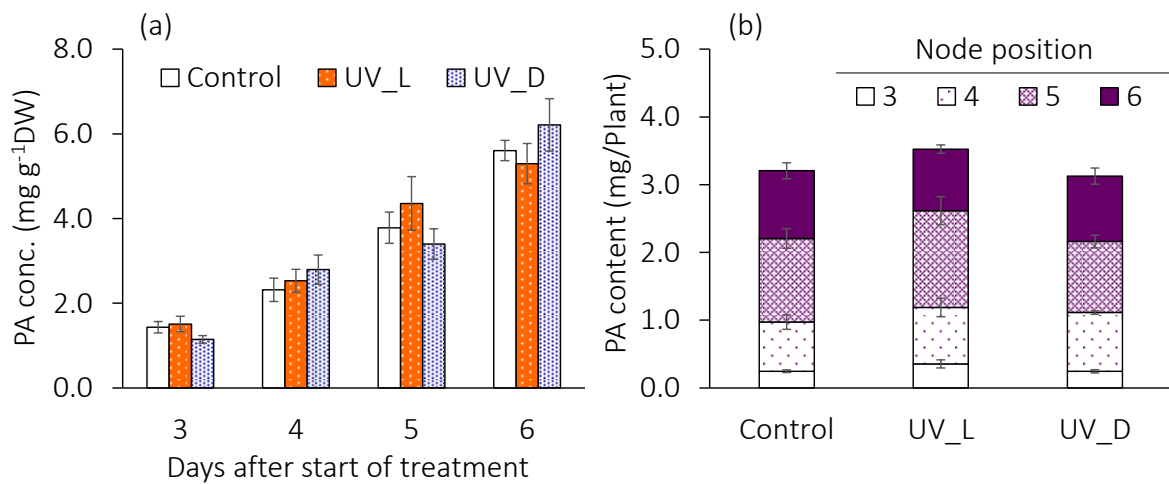 (a)
8.0
6.0
4.0
2.0
0.0
PA conc. (mg g-1DW)
Control UV_L UV_D
3 4 5 6
Days after start of treatment
(b)
5.0
4.0
3.0
2.0
1.0
0.0
PA content (mg/Plant)
Node position
3 4 5 6
Control UV_L UV_D